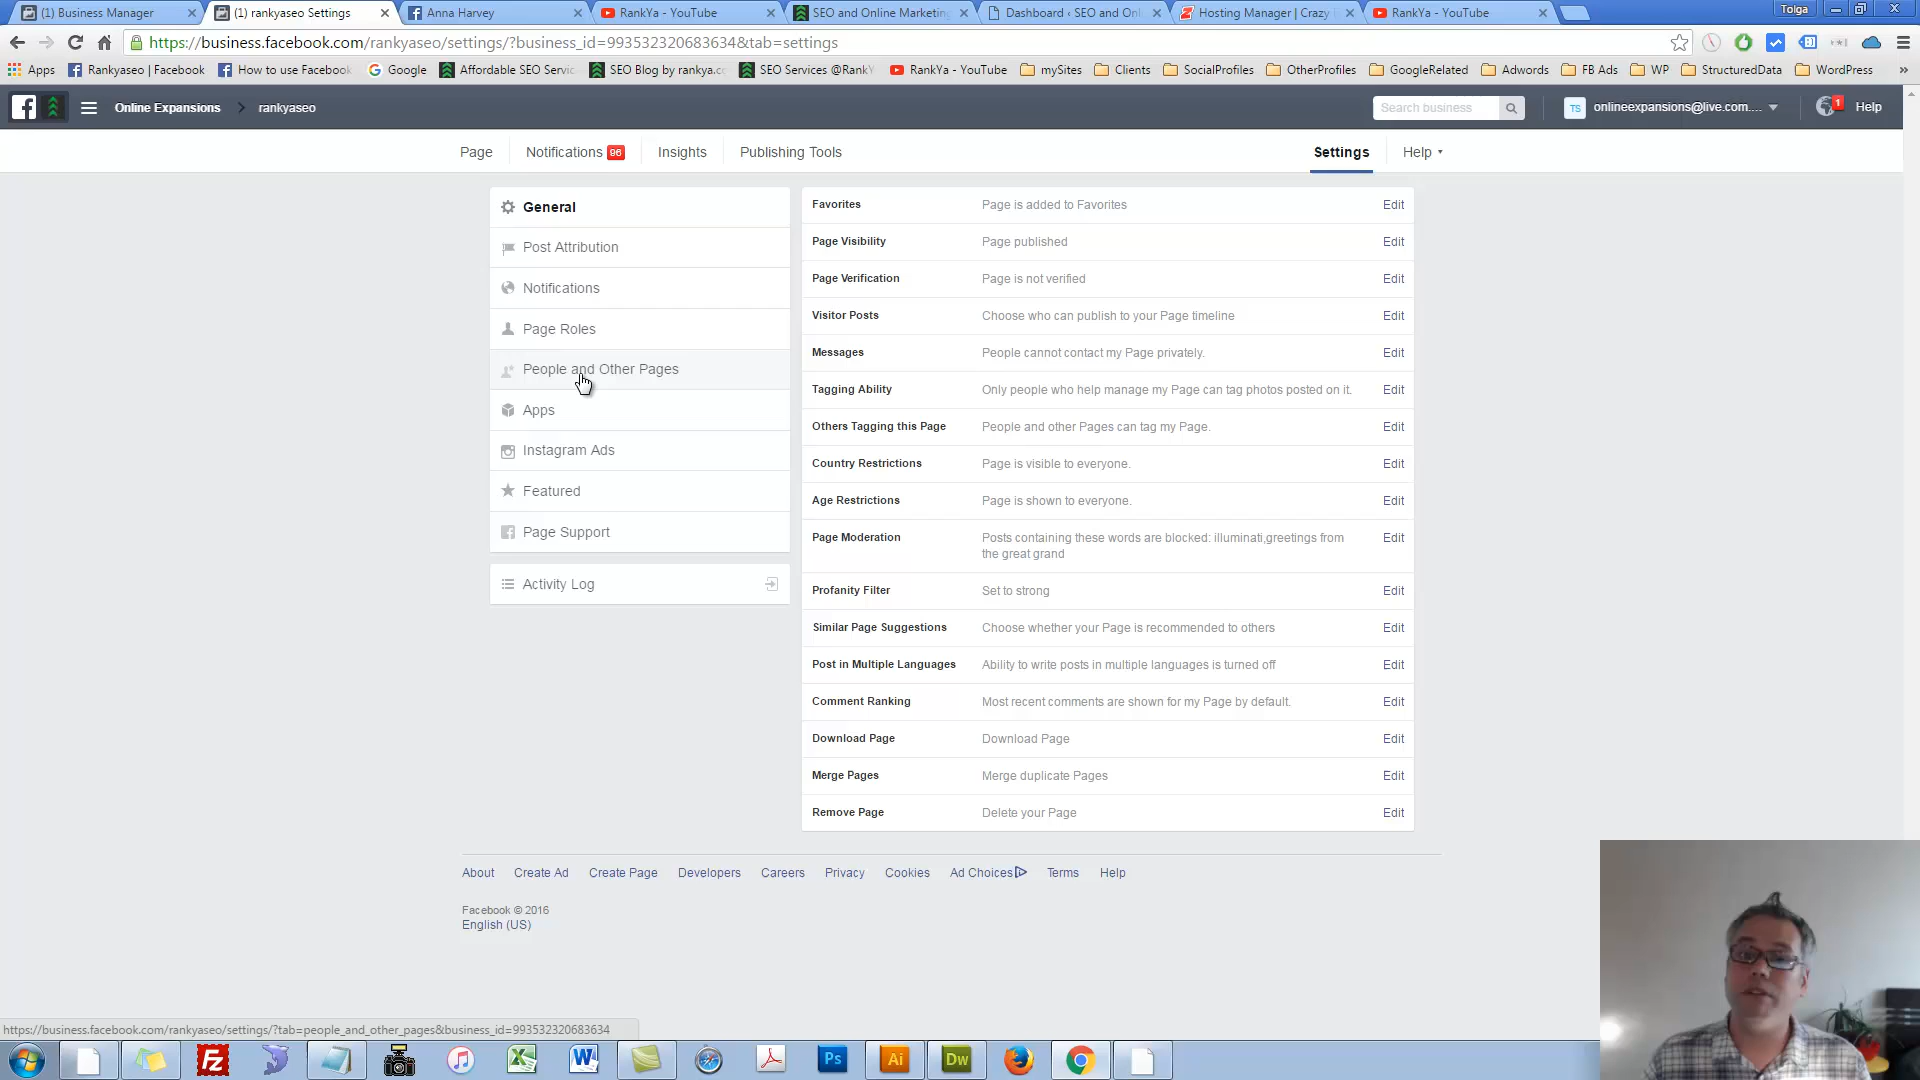 (1) Business Manager
(1) rankyaseo Settings
Anna Harvey
RankYa - YouTube
SEO and Online Marketing
Dashboard ‹ SEO and Onl
Hosting Manager | Crazy
RankYa - YouTube
Tolga
https://business.facebook.com/rankyaseo/settings/?business_id=993532320683634&tab=settings
Apps
Rankyaseo | Facebook
How to use Facebook
Google
Affordable SEO Servic
SEO Blog by rankya.c
SEO Services @RankY
RankYa - YouTube
mySites
Clients
SocialProfiles
OtherProfiles
GoogleRelated
Adwords
FB Ads
WP
StructuredData
WordPress
»
Online Expansions
rankyaseo
Search business
TS
onlineexpansions@live.com....
1
Help
Page
Notifications 96
Insights
Publishing Tools
Settings
Help
General
Post Attribution
Notifications
Page Roles
People and Other Pages
Apps
Instagram Ads
Featured
Page Support
Activity Log
Favorites Page is added to Favorites Edit
Page Visibility Page published Edit
Page Verification Page is not verified Edit
Visitor Posts Choose who can publish to your Page timeline Edit
Messages People cannot contact my Page privately. Edit
Tagging Ability Only people who help manage my Page can tag photos posted on it. Edit
Others Tagging this Page People and other Pages can tag my Page. Edit
Country Restrictions Page is visible to everyone. Edit
Age Restrictions Page is shown to everyone. Edit
Page Moderation Posts containing these words are blocked: illuminati,greetings from Edit
the great grand
Profanity Filter Set to strong Edit
Similar Page Suggestions Choose whether your Page is recommended to others Edit
Post in Multiple Languages Ability to write posts in multiple languages is turned off Edit
Comment Ranking Most recent comments are shown for my Page by default. Edit
Download Page Download Page Edit
Merge Pages Merge duplicate Pages Edit
Remove Page Delete your Page Edit
About Create Ad Create Page Developers Careers Privacy Cookies Ad Choices Terms Help
Facebook © 2016
English (US)
https://business.facebook.com/rankyaseo/settings/?tab=people_and_other_pages&business_id=993532320683634
Fz
Ps
Ai
Dw